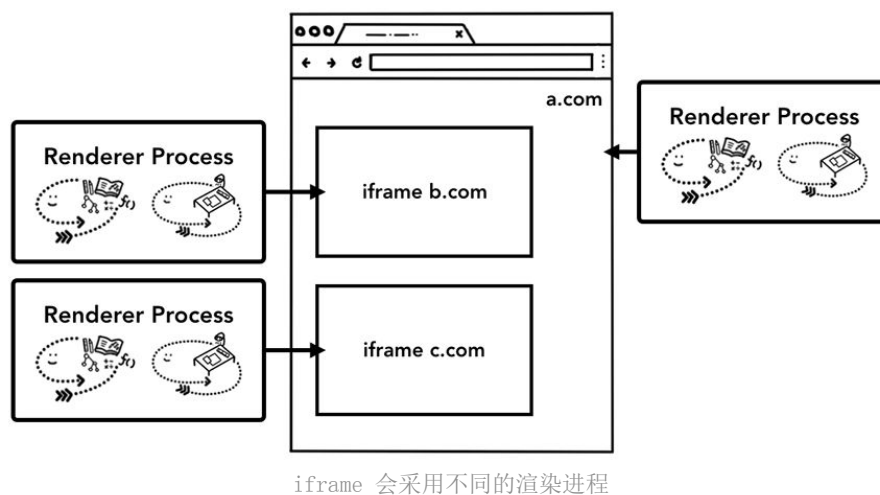 a.com
Renderer Process
Renderer Process
iframe b.com
Renderer Process
iframe c.com
iframe 会采用不同的渲染进程